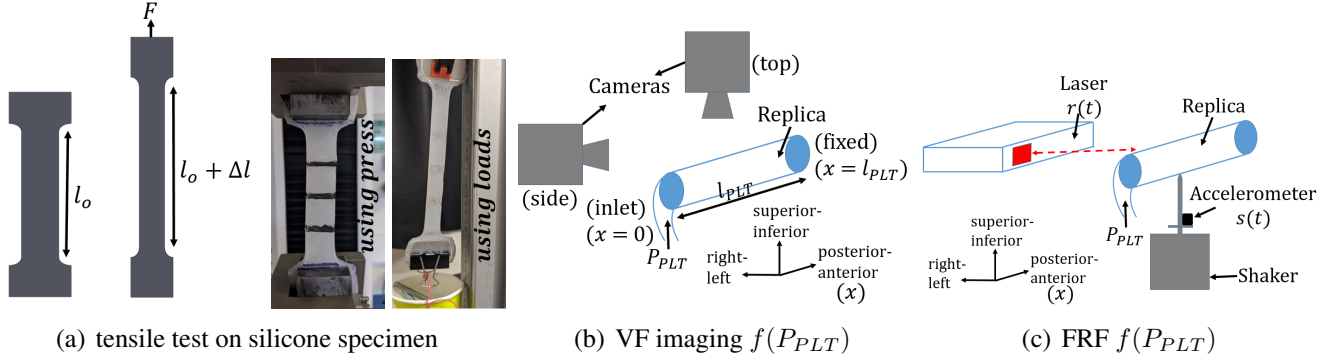 F
l_o
l_o + Δl
using press
using loads
(a) tensile test on silicone specimen
(top)
Cameras
(side)
Replica
(fixed)
(x = l_PLT)
l_PLT
(inlet)
(x = 0)
P_PLT
superior-
inferior
right-
left
posterior-
anterior
(x)
(b) VF imaging f(P_PLT)
Laser
r(t)
Replica
Accelerometer
s(t)
P_PLT
Shaker
superior-
inferior
right-
left
posterior-
anterior
(x)
(c) FRF f(P_PLT)